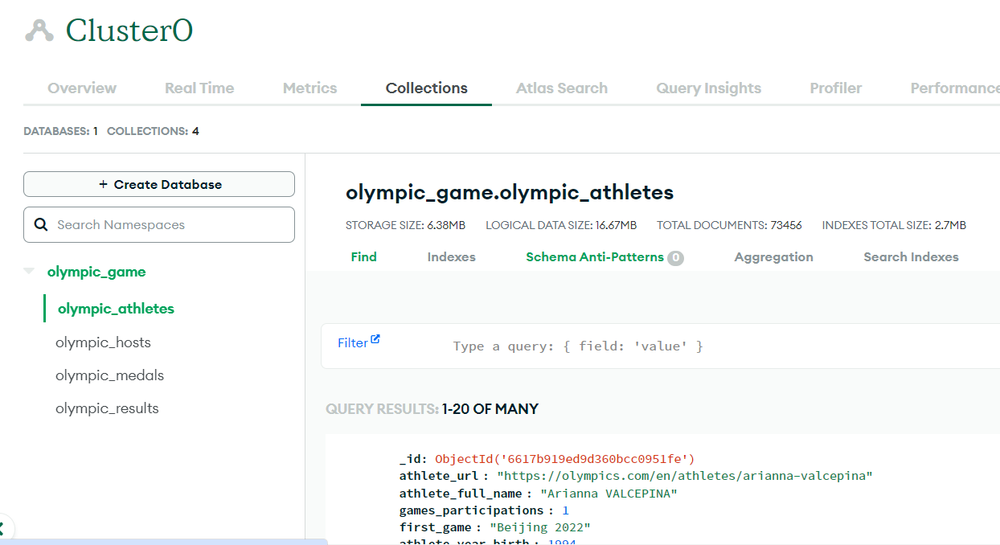 Cluster0
Overview Real Time Metrics Collections Atlas Search Query Insights Profiler Performance
DATABASES: 1 COLLECTIONS: 4
+ Create Database
Search Namespaces
olympic_game
olympic_athletes
olympic_hosts
olympic_medals
olympic_results
olympic_game.olympic_athletes
STORAGE SIZE: 6.38MB LOGICAL DATA SIZE: 16.67MB TOTAL DOCUMENTS: 73456 INDEXES TOTAL SIZE: 2.7MB
Find Indexes Schema Anti-Patterns 0 Aggregation Search Indexes
Filter Type a query: { field: 'value' }
QUERY RESULTS: 1-20 OF MANY
_id: ObjectId('6617b919ed9d360bcc0951fe')
athlete_url : "https://olympics.com/en/athletes/arianna-valcepina"
athlete_full_name : "Arianna VALCEPINA"
games_participations : 1
first_game : "Beijing 2022"
athlete_year_birth : 1994